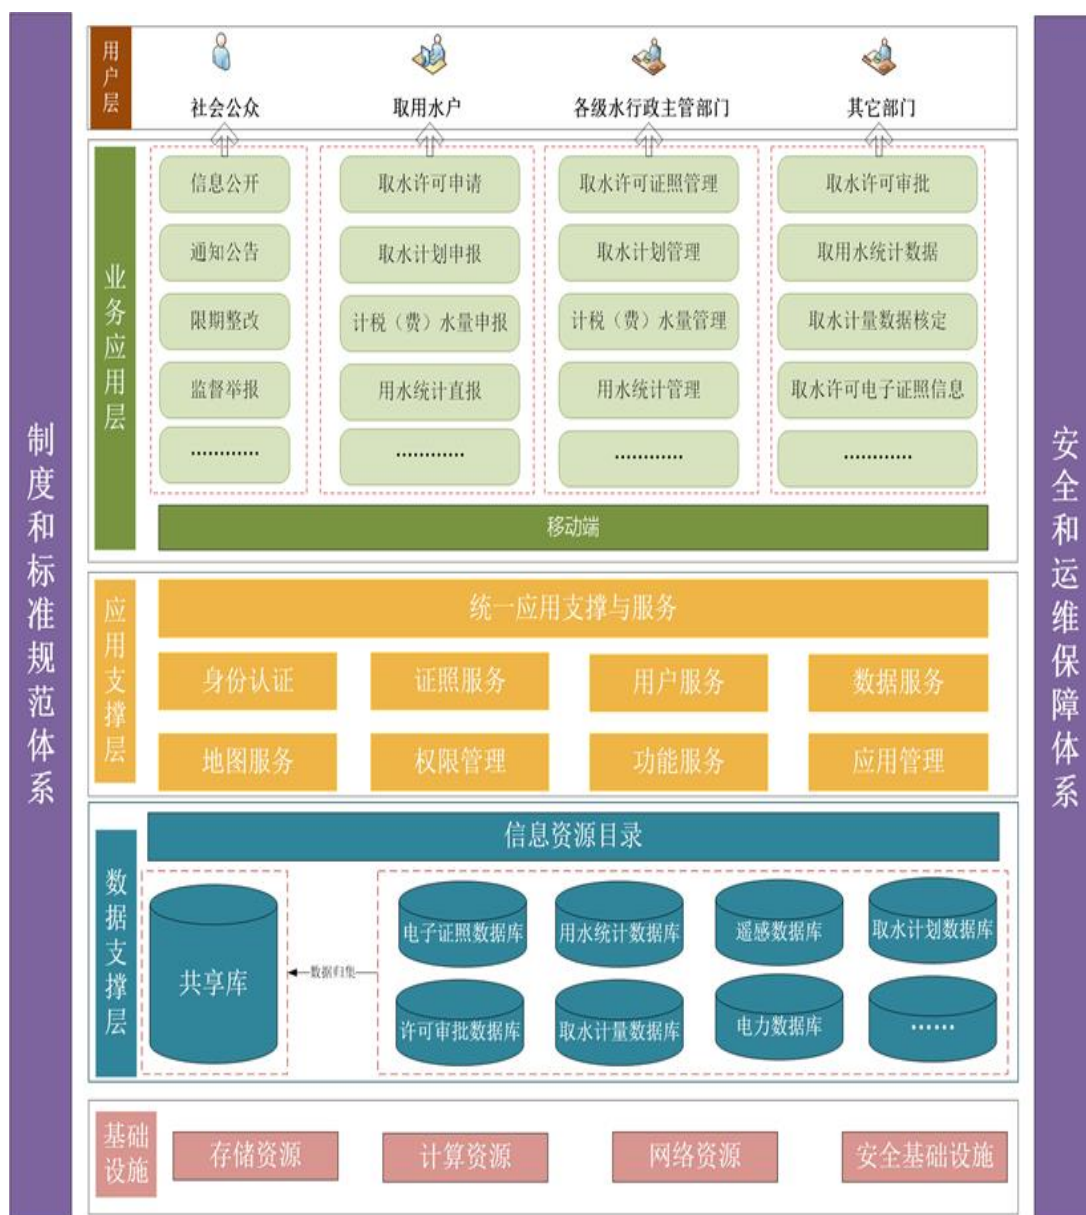 制度和标准规范体系
用户层
社会公众
取用水户
各级水行政主管部门
其它部门
业务应用层
信息公开
取水许可申请
取水许可证照管理
取水许可审批
通知公告
取水计划申报
取水计划管理
取用水统计数据
限期整改
计税（费）水量申报
计税（费）水量管理
取水计量数据核定
监督举报
用水统计直报
用水统计管理
取水许可电子证照信息
…………
…………
…………
…………
移动端
应用支撑层
统一应用支撑与服务
身份认证
证照服务
用户服务
数据服务
地图服务
权限管理
功能服务
应用管理
数据支撑层
信息资源目录
共享库
数据归集
电子证照数据库
用水统计数据库
遥感数据库
取水计划数据库
许可审批数据库
取水计量数据库
电力数据库
……
基础
设施
存储资源
计算资源
网络资源
安全基础设施
安全和运维保障体系